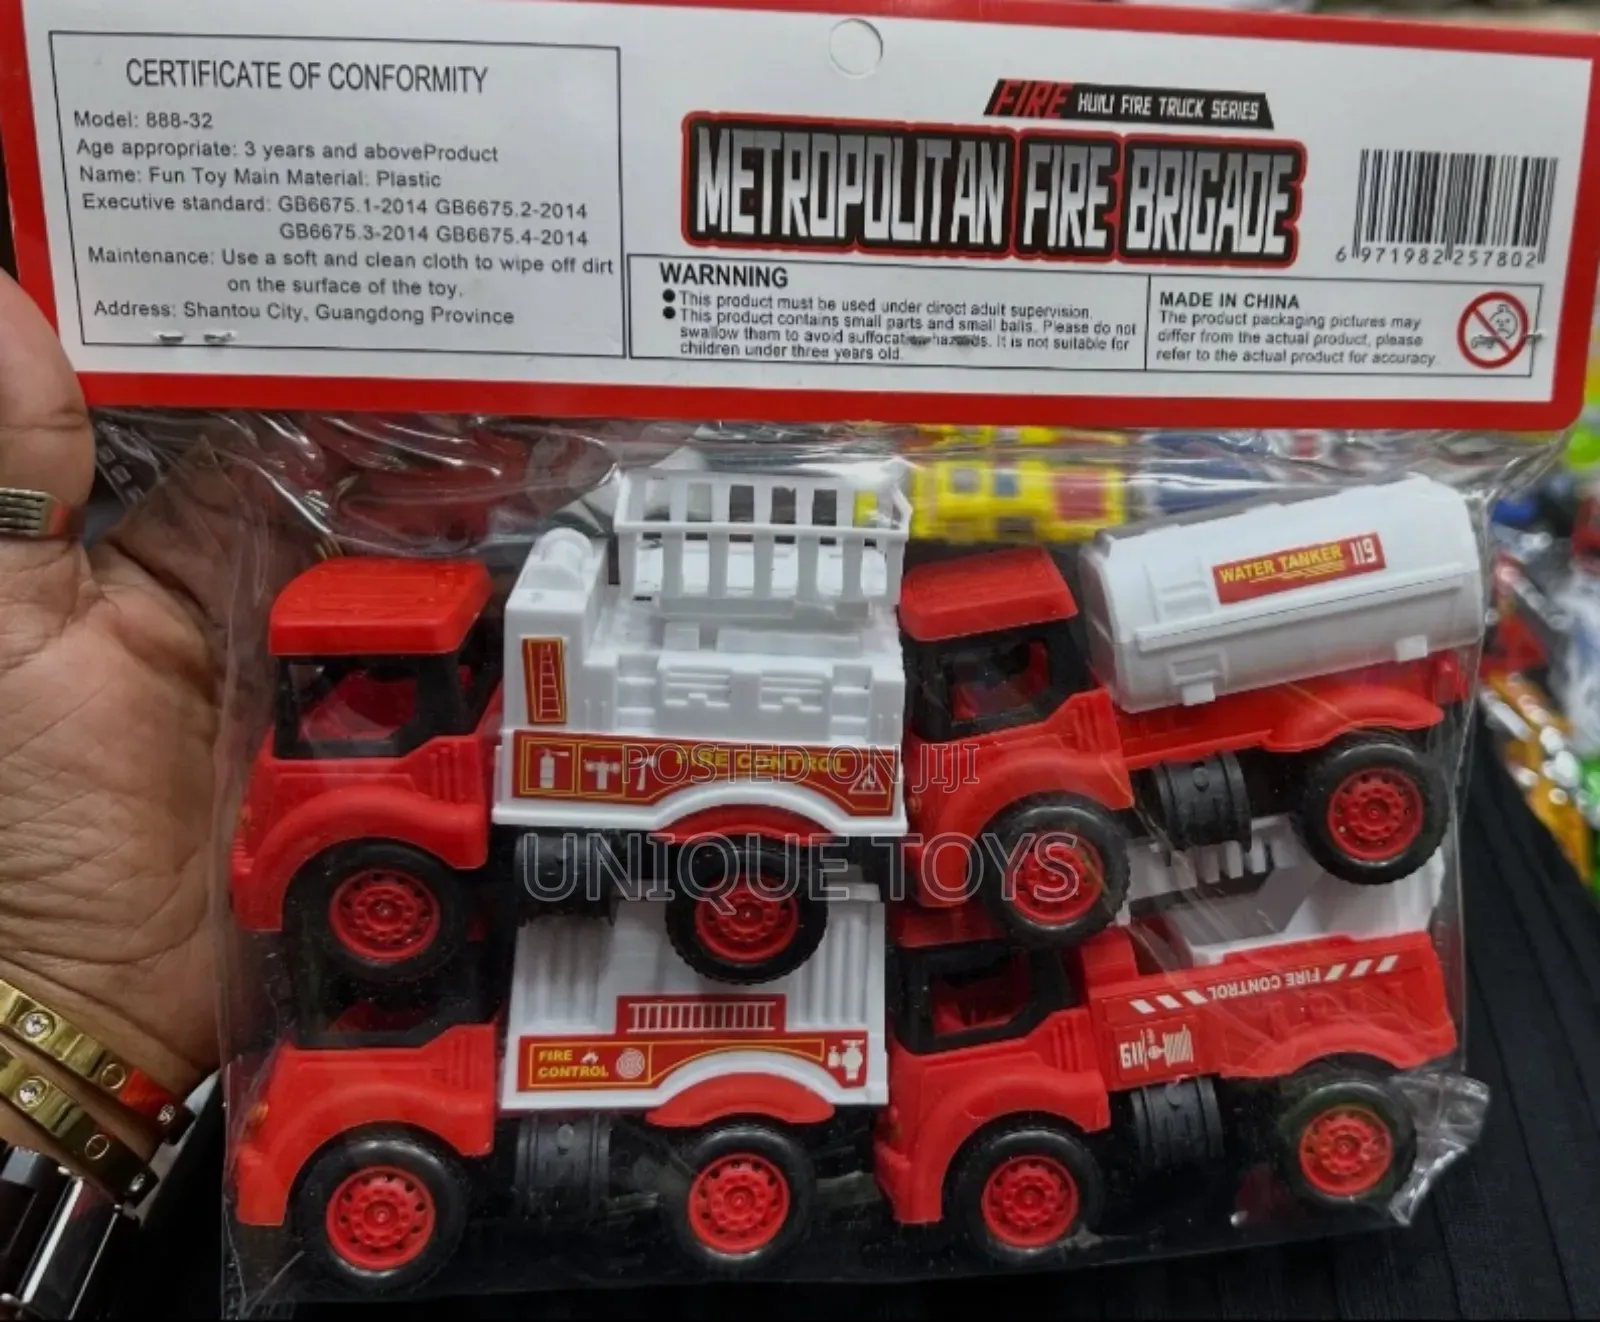 CERTIFICATE OF CONFORMITY
Model: 888-32
Age appropriate: 3 years and aboveProduct
Name: Fun Toy Main Material: Plastic
Executive standard: GB6675.1-2014 GB6675.2-2014
GB6675.3-2014 GB6675.4-2014
Maintenance: Use a soft and clean cloth to wipe off dirt
on the surface of the toy.
Address: Shantou City, Guangdong Province
FIRE HUILI FIRE TRUCK SERIES
METROPOLITAN FIRE BRIGADE
6 971982 257802
WARNNING
This product must be used under direct adult supervision.
This product contains small parts and small balls. Please do not
swallow them to avoid suffocation hazards. It is not suitable for
children under three years old.
MADE IN CHINA
The product packaging pictures may
differ from the actual product, please
refer to the actual product for accuracy.
WATER TANKER 119
FIRE CONTROL
POSTED ON JIJI
UNIQUE TOYS
FIRE CONTROL
119
FIRE
CONTROL